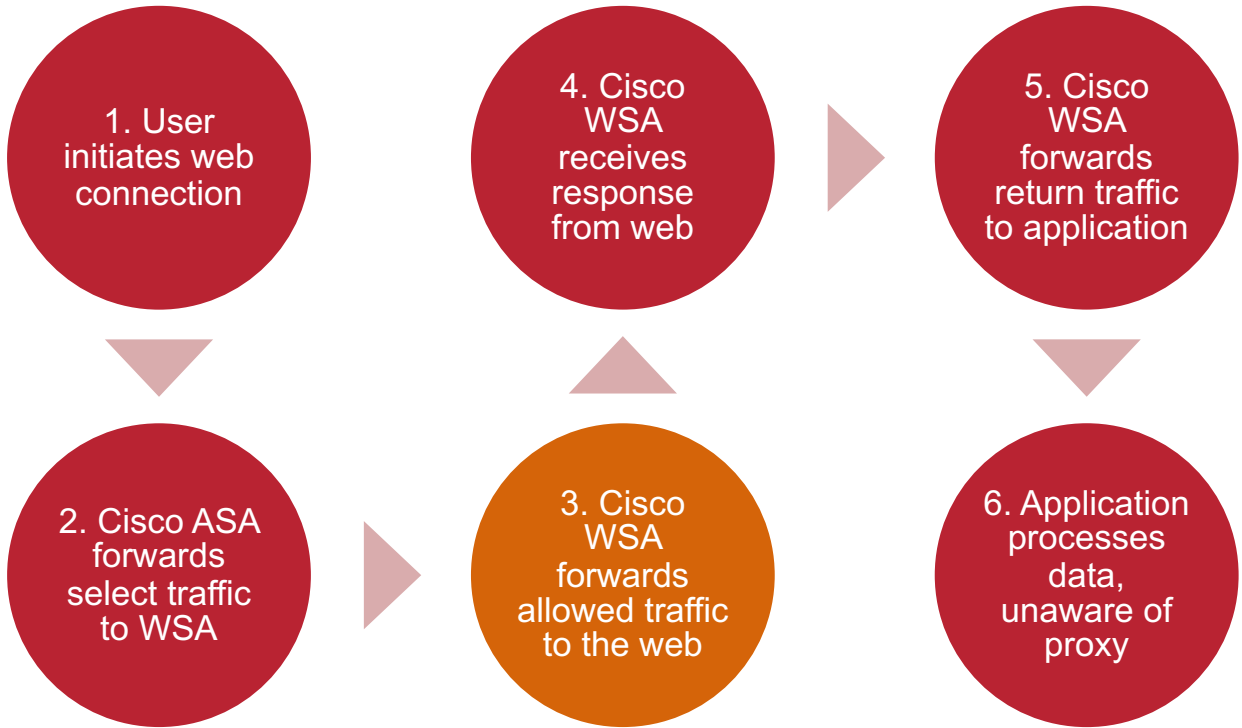 1. User
initiates web
connection
2. Cisco ASA
forwards
select traffic
to WSA
3. Cisco
WSA
forwards
allowed traffic
to the web
4. Cisco
WSA
receives
response
from web
5. Cisco
WSA
forwards
return traffic
to application
6. Application
processes
data,
unaware of
proxy